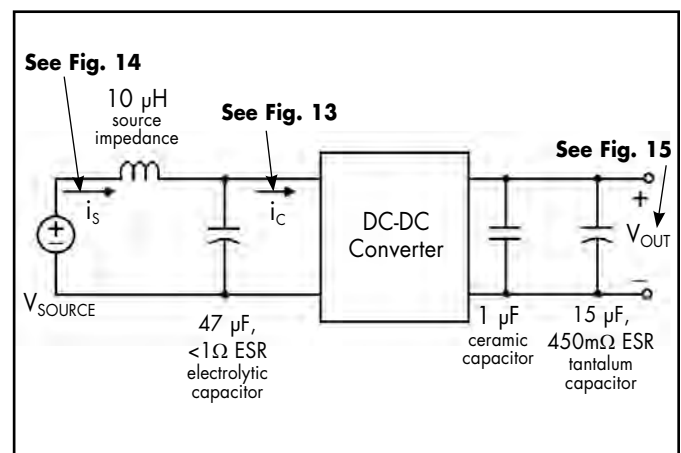 See Fig. 14
10 µH
source
impedance
See Fig. 13
See Fig. 15
iS
iC
DC-DC
Converter
+
VOUT
–
VSOURCE
47 µF,
<1Ω ESR
electrolytic
capacitor
1 µF
ceramic
capacitor
15 µF,
450mΩ ESR
tantalum
capacitor